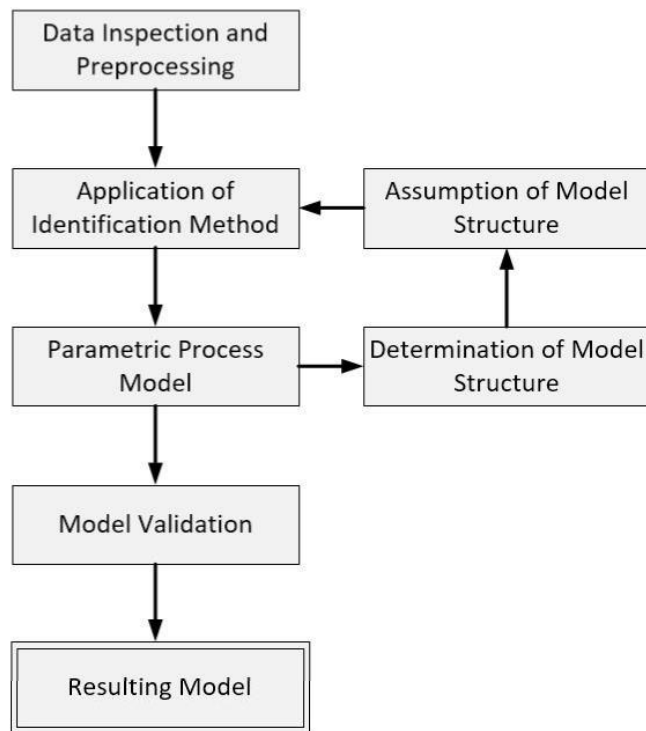 Data Inspection and
Preprocessing
Application of
Identification Method
Assumption of Model
Structure
Parametric Process
Model
Determination of Model
Structure
Model Validation
Resulting Model